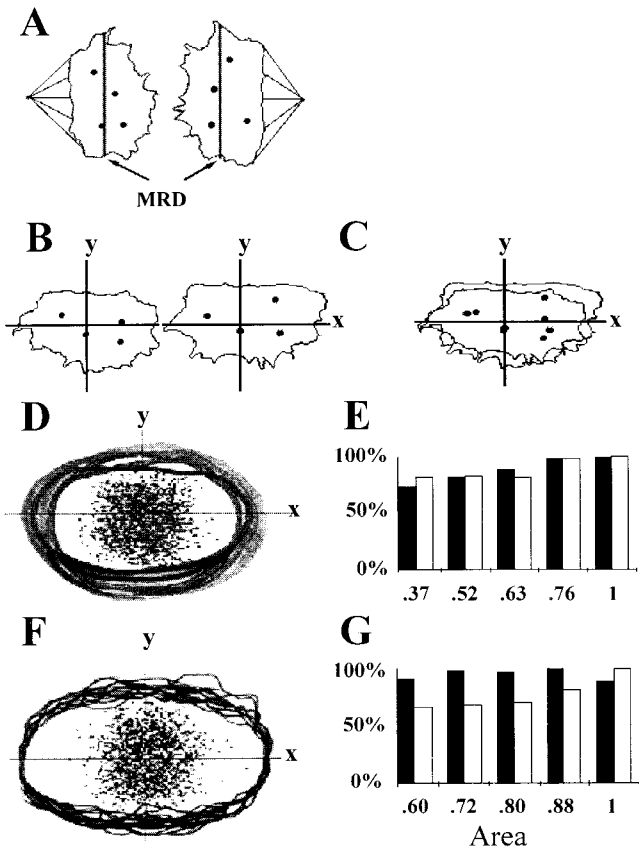 A
MRD
B
y
C
y
y
x
D
y
x
E
100%
50%
0%
.37 .52 .63 .76 1
F
y
x
G
100%
50%
0%
.60 .72 .80 .88 1
Area